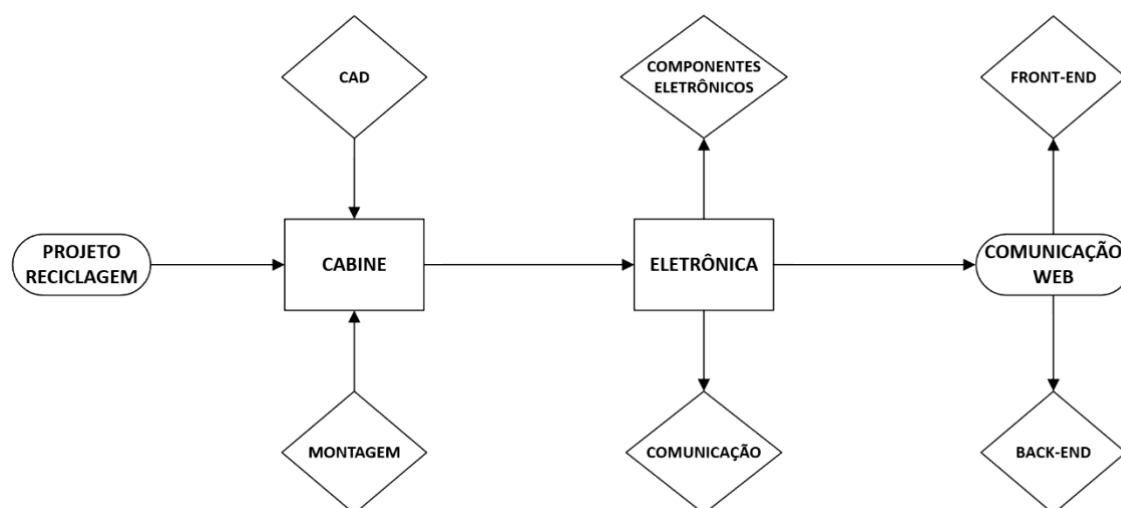 CAD
COMPONENTES
ELETRÔNICOS
FRONT-END
PROJETO
RECICLAGEM
CABINE
ELETRÔNICA
COMUNICAÇÃO
WEB
MONTAGEM
COMUNICAÇÃO
BACK-END